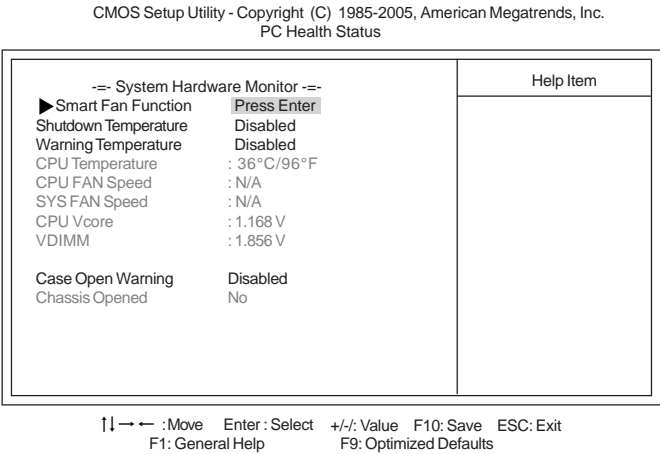 CMOS Setup Utility - Copyright (C) 1985-2005, American Megatrends, Inc.
PC Health Status
-=- System Hardware Monitor -=-
Help Item
▶Smart Fan Function Press Enter
Shutdown Temperature Disabled
Warning Temperature Disabled
CPU Temperature : 36°C/96°F
CPU FAN Speed : N/A
SYS FAN Speed : N/A
CPU Vcore : 1.168 V
VDIMM : 1.856 V
Case Open Warning Disabled
Chassis Opened No
↑↓→← : Move Enter : Select +/-/: Value F10: Save ESC: Exit
F1: General Help F9: Optimized Defaults